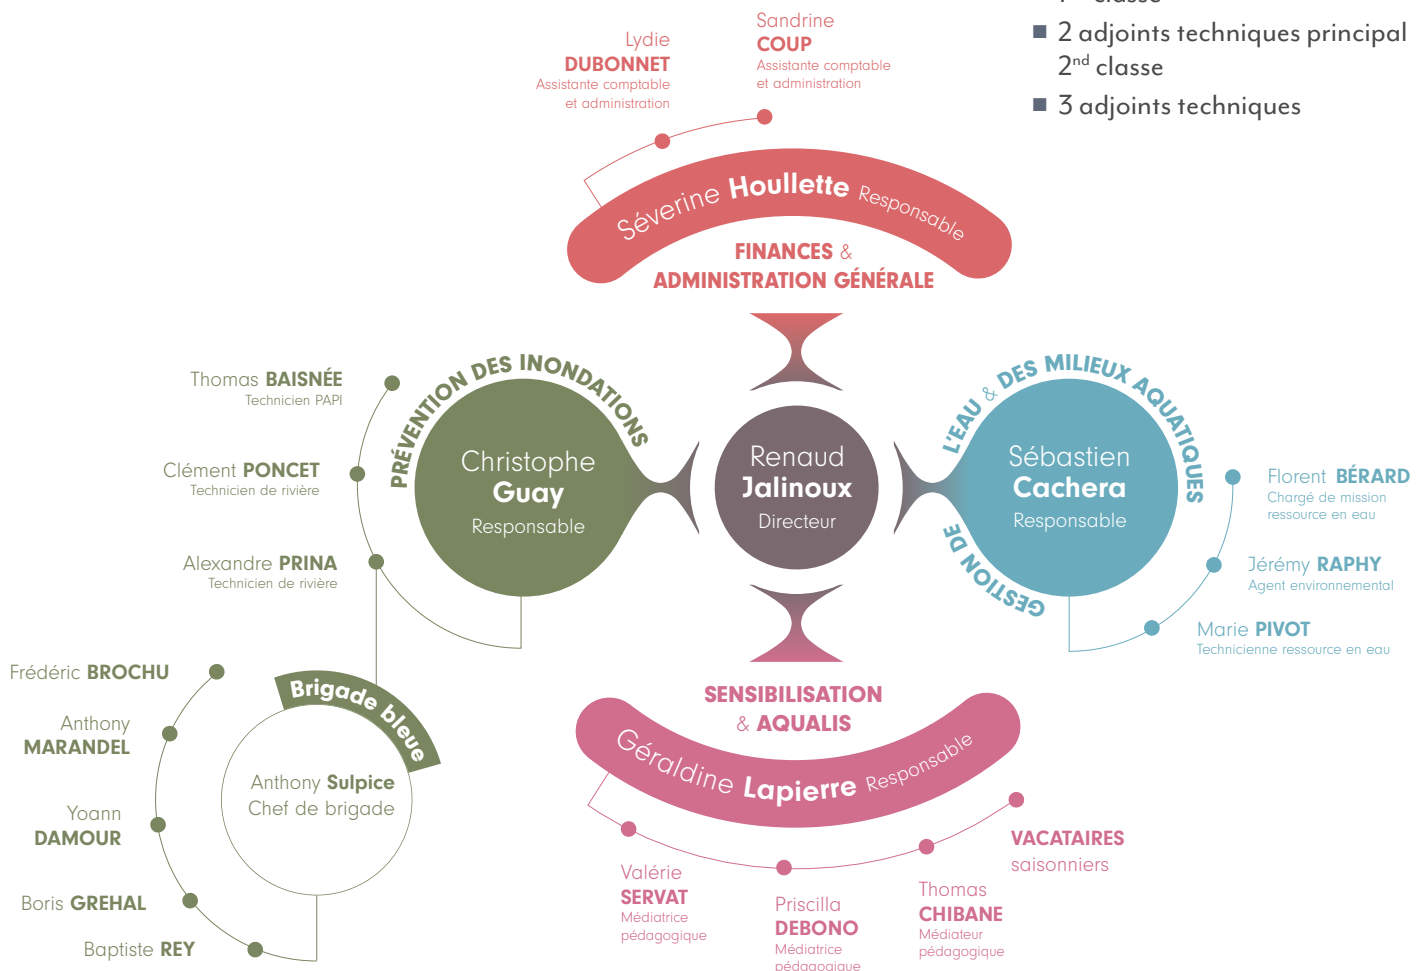 1ère classe
■ 2 adjoints techniques principal
2nd classe
■ 3 adjoints techniques
Lydie
DUBONNET
Assistante comptable
et administration
Sandrine
COUP
Assistante comptable
et administration
Séverine Houllette Responsable
FINANCES &
ADMINISTRATION GÉNÉRALE
PRÉVENTION DES INONDATIONS
Christophe
Guay
Responsable
Thomas BAISNÉE
Technicien PAPI
Clément PONCET
Technicien de rivière
Alexandre PRINA
Technicien de rivière
Renaud
Jalinoux
Directeur
GESTION DE
L'EAU & DES MILIEUX AQUATIQUES
Sébastien
Cachera
Responsable
Florent BÉRARD
Chargé de mission
ressource en eau
Jérémy RAPHY
Agent environnemental
Marie PIVOT
Technicienne ressource en eau
Brigade bleue
Anthony Sulpice
Chef de brigade
Frédéric BROCHU
Anthony
MARANDEL
Yoann
DAMOUR
Boris GREHAL
Baptiste REY
SENSIBILISATION
& AQUALIS
Géraldine Lapierre Responsable
Valérie
SERVAT
Médiatrice
pédagogique
Priscilla
DEBONO
Médiatrice
pédagogique
Thomas
CHIBANE
Médiateur
pédagogique
VACATAIRES
saisonniers